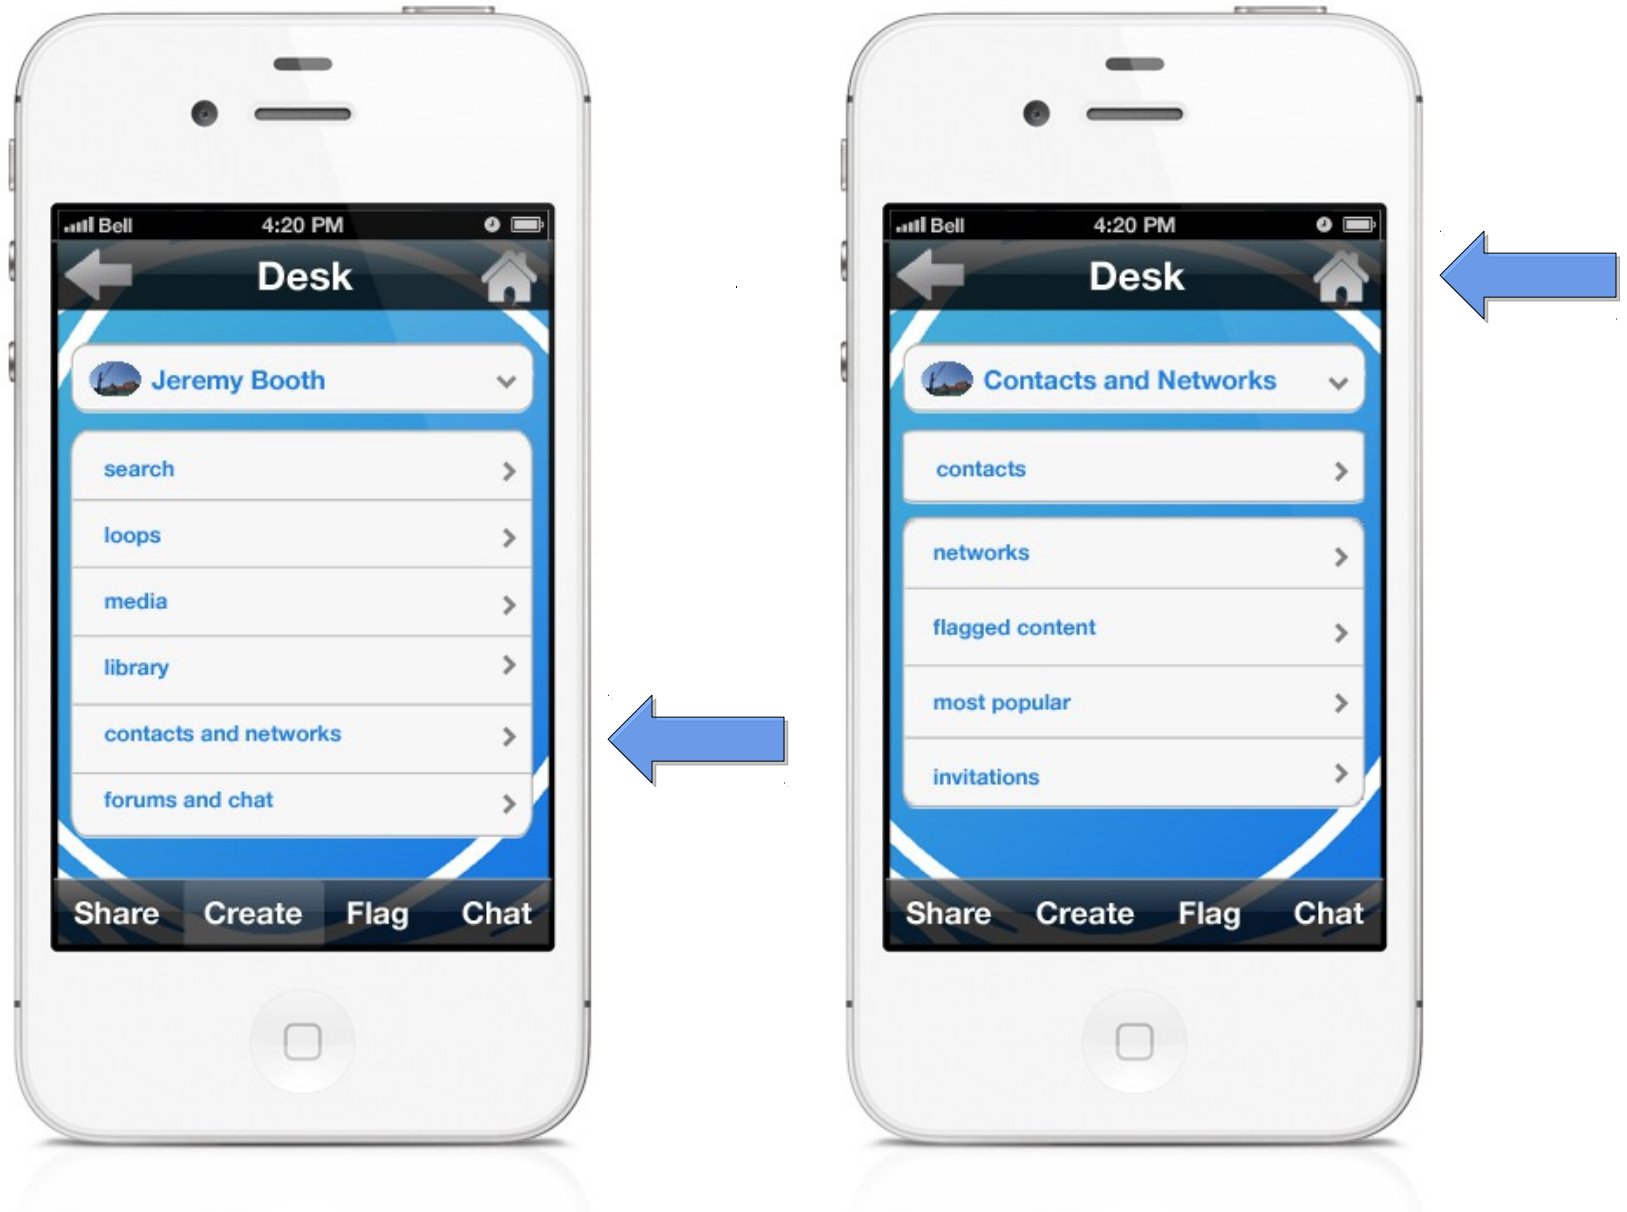 Bell 4:20 PM
Desk
Jeremy Booth
search
loops
media
library
contacts and networks
forums and chat
Share Create Flag Chat
Bell 4:20 PM
Desk
Contacts and Networks
contacts
networks
flagged content
most popular
invitations
Share Create Flag Chat